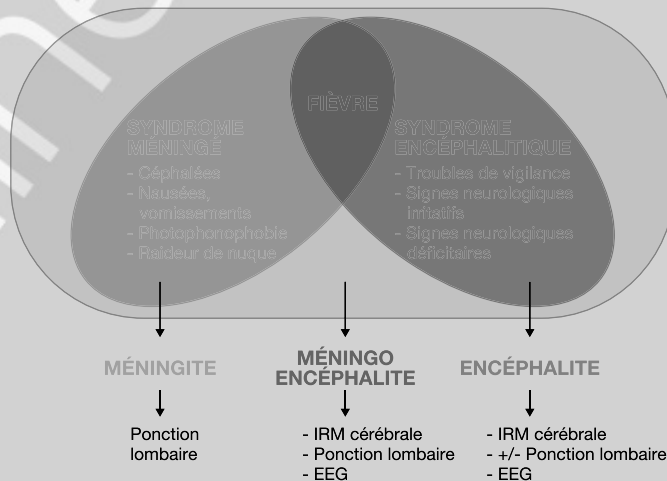 FIÈVRE
SYNDROME
MÉNINGÉ
- Céphalées
- Nausées,
vomissements
- Photophonophobie
- Raideur de nuque
SYNDROME
ENCÉPHALITIQUE
- Troubles de vigilance
- Signes neurologiques
irritatifs
- Signes neurologiques
déficitaires
MÉNINGITE
Ponction
lombaire
MÉNINGO
ENCÉPHALITE
- IRM cérébrale
- Ponction lombaire
- EEG
ENCÉPHALITE
- IRM cérébrale
- +/- Ponction lombaire
- EEG